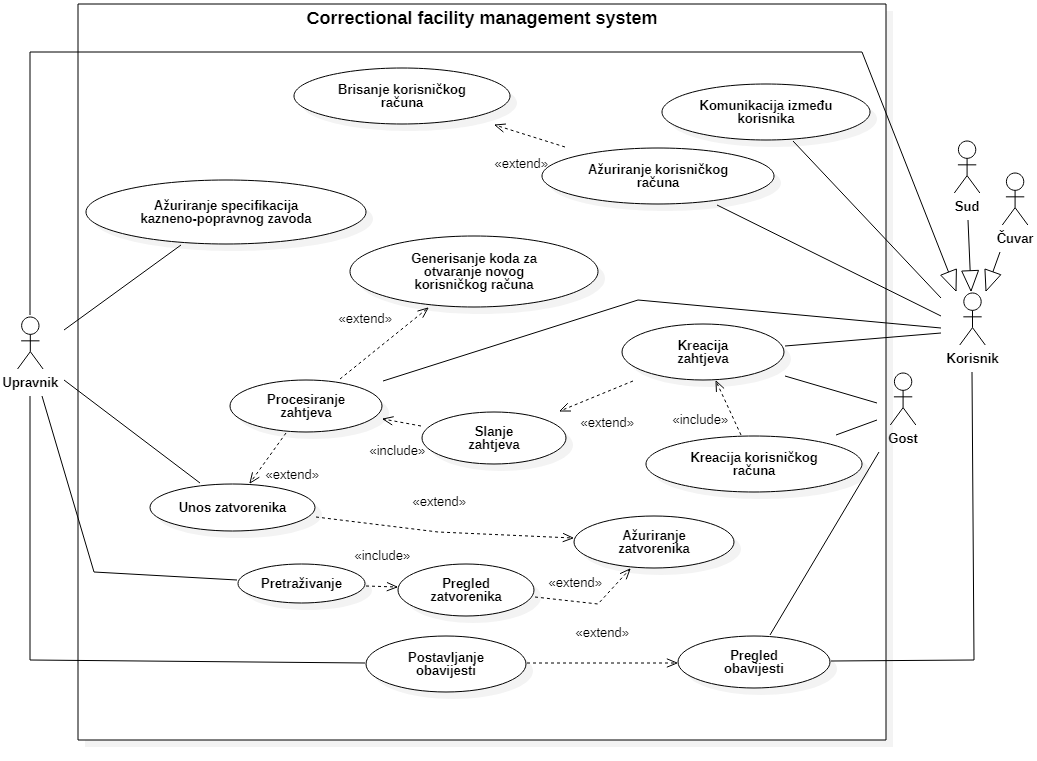 Correctional facility management system
Brisanje korisničkog
računa
Komunikacija između
korisnika
«extend»
Ažuriranje korisničkog
računa
Sud
Čuvar
Ažuriranje specifikacija
kazneno-popravnog zavoda
Generisanje koda za
otvaranje novog
korisničkog računa
«extend»
Upravnik
Kreacija
zahtjeva
Korisnik
Procesiranje
zahtjeva
«include»
«extend»
«include»
Slanje
zahtjeva
Gost
Kreacija korisničkog
računa
«extend»
Unos zatvorenika
«extend»
Ažuriranje
zatvorenika
«include»
Pretraživanje
Pregled
zatvorenika
«extend»
«extend»
Postavljanje
obavijesti
Pregled
obavijesti